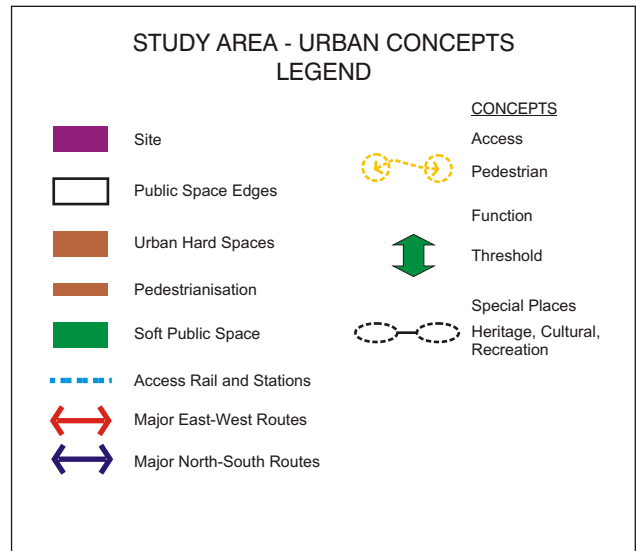 STUDY AREA - URBAN CONCEPTS
LEGEND
Site
Public Space Edges
Urban Hard Spaces
Pedestrianisation
Soft Public Space
Access Rail and Stations
Major East-West Routes
Major North-South Routes
CONCEPTS
Access
Pedestrian
Function
Threshold
Special Places
Heritage, Cultural,
Recreation